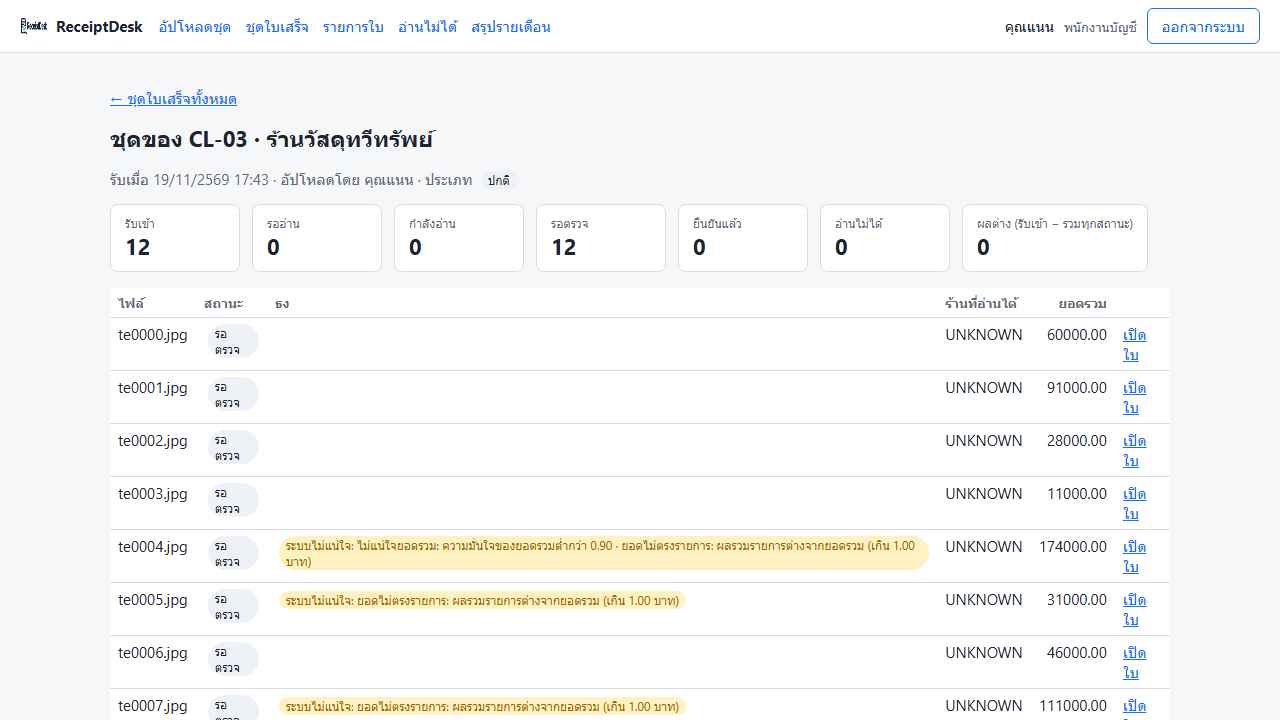 ReceiptDesk อัปโหลดชุด ชุดใบเสร็จ รายการใบ อ่านไม่ได้ สรุปรายเดือน คุณแนน พนักงานบัญชี ออกจากระบบ
← ชุดใบเสร็จทั้งหมด
ชุดของ CL-03 · ร้านวัสดุทวีทรัพย์
รับเมื่อ 19/11/2569 17:43 · อัปโหลดโดย คุณแนน · ประเภท ปกติ
รับเข้า รออ่าน กำลังอ่าน รอตรวจ ยืนยันแล้ว อ่านไม่ได้ ผลต่าง (รับเข้า − รวมทุกสถานะ)
12 0 0 12 0 0 0
ไฟล์ สถานะ ธง ร้านที่อ่านได้ ยอดรวม
te0000.jpg รอ UNKNOWN 60000.00 เปิด
ตรวจ ใบ
te0001.jpg รอ UNKNOWN 91000.00 เปิด
ตรวจ ใบ
te0002.jpg รอ UNKNOWN 28000.00 เปิด
ตรวจ ใบ
te0003.jpg รอ UNKNOWN 11000.00 เปิด
ตรวจ ใบ
te0004.jpg รอ ระบบไม่แน่ใจ: ไม่แน่ใจยอดรวม: ความมั่นใจของยอดรวมต่ำกว่า 0.90 · ยอดไม่ตรงรายการ: ผลรวมรายการต่างจากยอดรวม (เกิน 1.00 UNKNOWN 174000.00 เปิด
ตรวจ บาท) ใบ
te0005.jpg รอ ระบบไม่แน่ใจ: ยอดไม่ตรงรายการ: ผลรวมรายการต่างจากยอดรวม (เกิน 1.00 บาท) UNKNOWN 31000.00 เปิด
ตรวจ ใบ
te0006.jpg รอ UNKNOWN 46000.00 เปิด
ตรวจ ใบ
te0007.jpg รอ ระบบไม่แน่ใจ: ยอดไม่ตรงรายการ: ผลรวมรายการต่างจากยอดรวม (เกิน 1.00 บาท) UNKNOWN 111000.00 เปิด